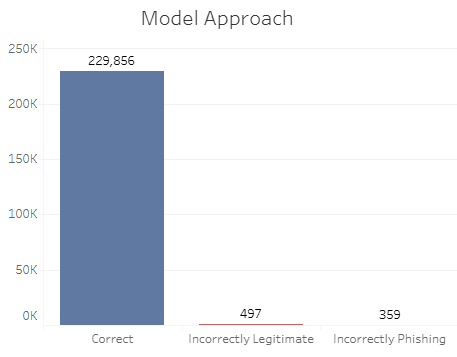 Model Approach
250K
229,856
200K
150K
100K
50K
0K
497
359
Correct
Incorrectly Legitimate
Incorrectly Phishing